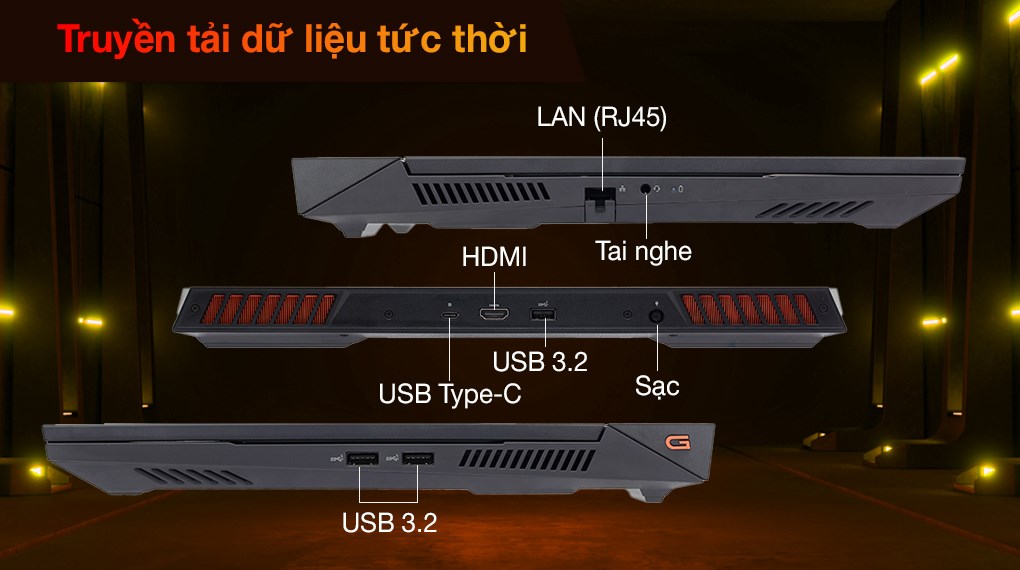 Truyền tải dữ liệu tức thời
LAN (RJ45)
Tai nghe
HDMI
USB 3.2
USB Type-C
Sạc
G
USB 3.2